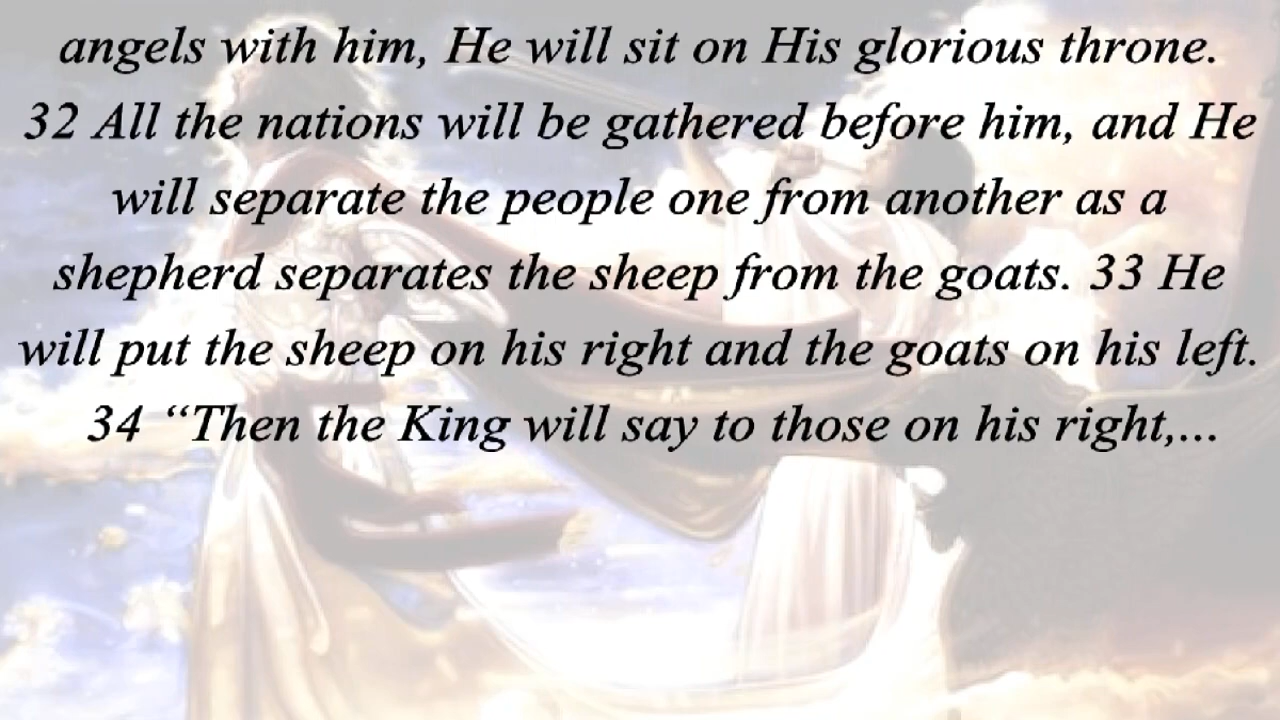 angels with him, He will sit on His glorious throne.
32 All the nations will be gathered before him, and He
will separate the people one from another as a
shepherd separates the sheep from the goats. 33 He
will put the sheep on his right and the goats on his left.
34 “Then the King will say to those on his right,...